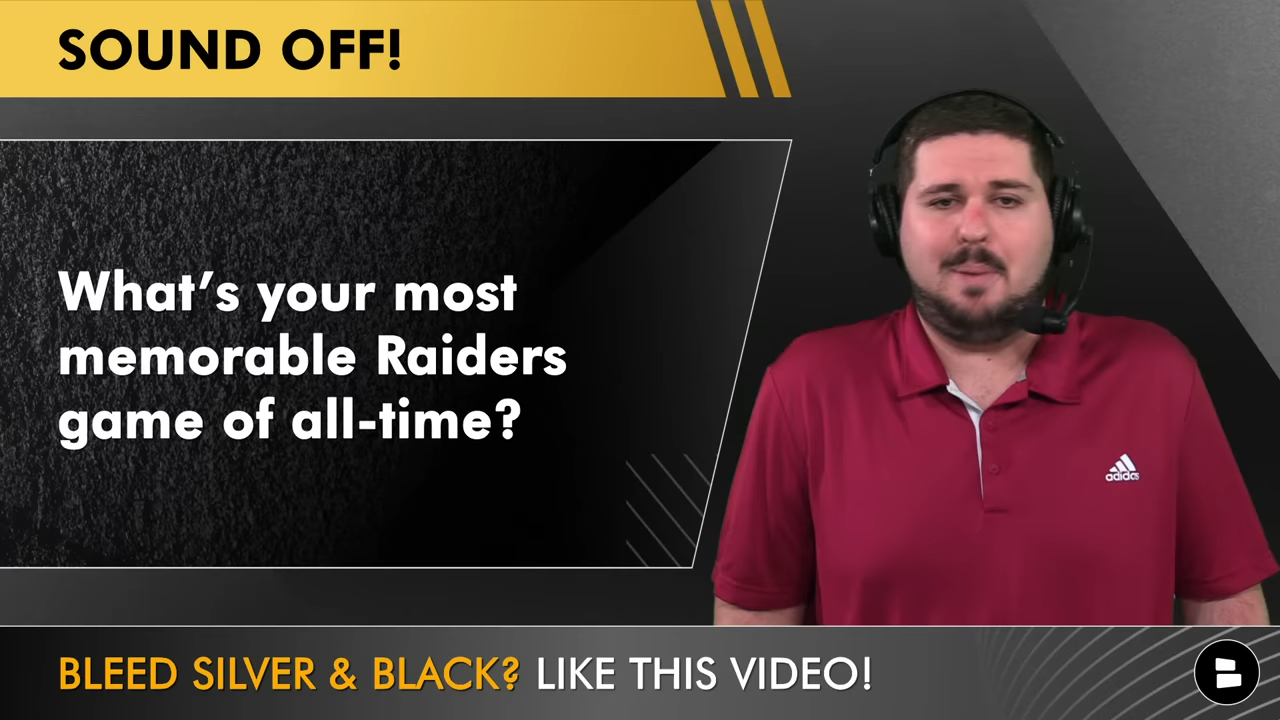 SOUND OFF!
What's your most
memorable Raiders
game of all-time?
adidas
BLEED SILVER & BLACK? LIKE THIS VIDEO!